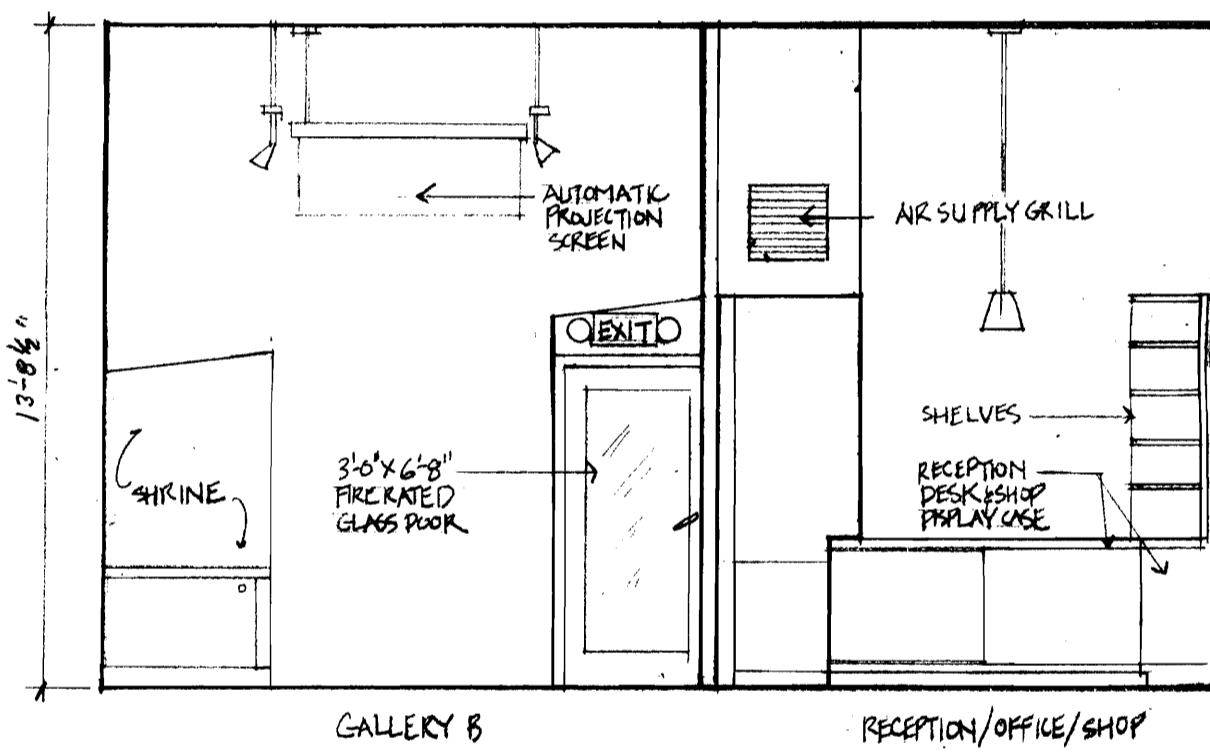 13'-8½"
AUTOMATIC
PROJECTION
SCREEN
AIR SUPPLY GRILL
EXIT
SHRINE
3'-0" X 6'-8"
FIRE RATED
GLASS DOOR
SHELVES
RECEPTION
DESK & SHOP
DISPLAY CASE
GALLERY B
RECEPTION/OFFICE/SHOP